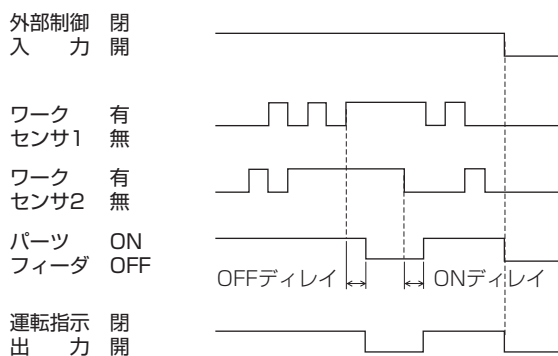 外部制御 閉
入 力 開
ワーク 有
センサ1 無
ワーク 有
センサ2 無
パーツ ON
フィーダ OFF
OFFディレイ ONディレイ
運転指示 閉
出 力 開